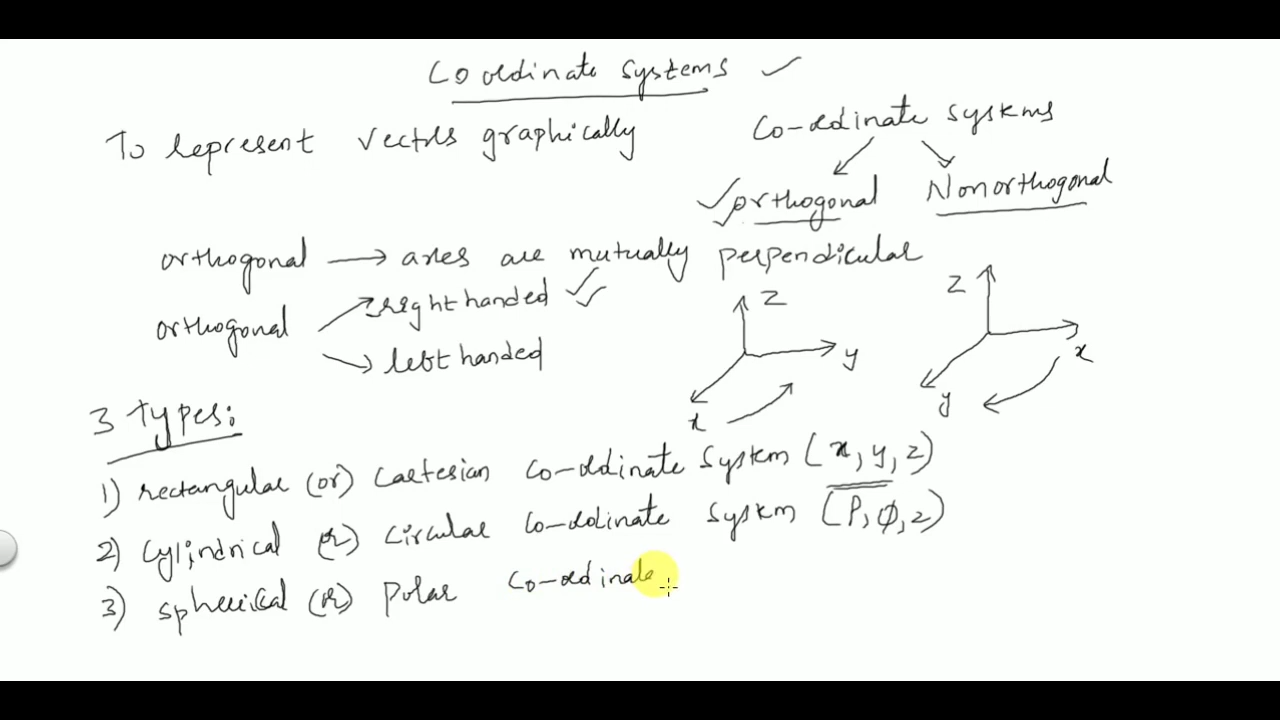 Coordinate systems
To represent vectors graphically
Co-ordinate systems
orthogonal Nonorthogonal
orthogonal → axes are mutually perpendicular
orthogonal → right handed
→ left handed
z
y
x
z
x
y
3 types:
1) rectangular (or) Cartesian Co-ordinate system (x, y, z)
2) Cylindrical (or) Circular Co-ordinate system (ρ, ϕ, z)
3) spherical (or) Polar Co-ordinate